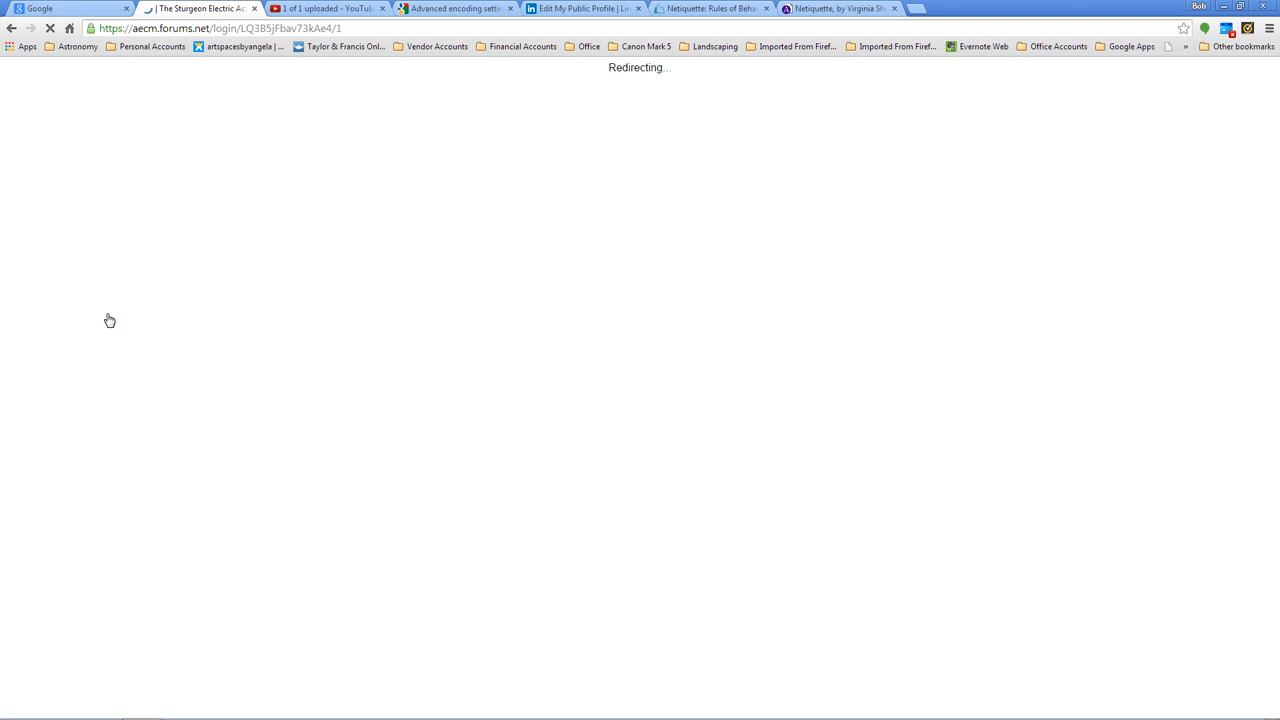 Google
| The Sturgeon Electric Ac
1 of 1 uploaded - YouTub
Advanced encoding settin
Edit My Public Profile | Lin
Netiquette: Rules of Beha
Netiquette, by Virginia Sh
Bob
https://aecm.forums.net/login/LQ3B5jFbav73kAe4/1
Apps
Astronomy
Personal Accounts
artspacesbyangela | ...
Taylor & Francis Onl...
Vendor Accounts
Financial Accounts
Office
Canon Mark 5
Landscaping
Imported From Firef...
Imported From Firef...
Evernote Web
Office Accounts
Google Apps
»
Other bookmarks
Redirecting...